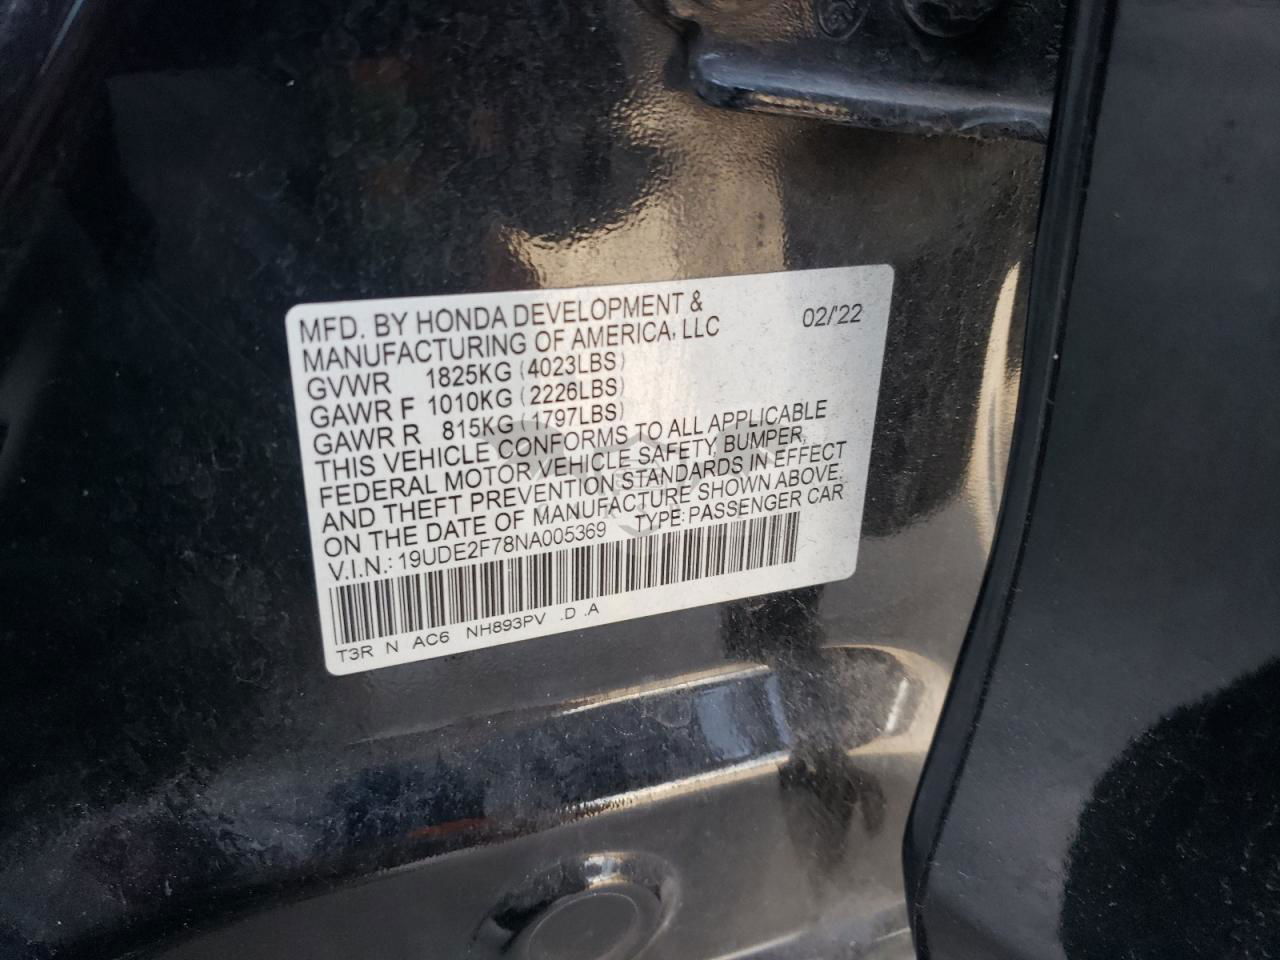 MFD. BY HONDA DEVELOPMENT &
MANUFACTURING OF AMERICA, LLC 02/'22
GVWR 1825KG (4023LBS)
GAWR F 1010KG (2226LBS)
GAWR R 815KG (1797LBS)
THIS VEHICLE CONFORMS TO ALL APPLICABLE
FEDERAL MOTOR VEHICLE SAFETY, BUMPER,
AND THEFT PREVENTION STANDARDS IN EFFECT
ON THE DATE OF MANUFACTURE SHOWN ABOVE.
V.I.N.: 19UDE2F78NA005369 TYPE: PASSENGER CAR
T3R N AC6 NH893PV .D .A